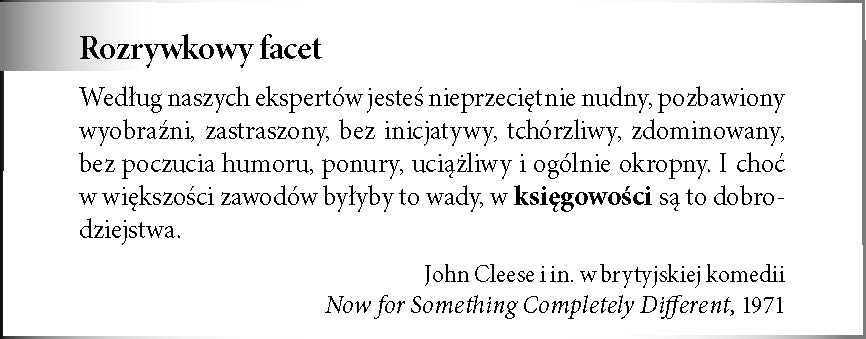 Rozrywkowy facet
Według naszych ekspertów jesteś nieprzeciętnie nudny, pozbawiony
wyobraźni, zastraszony, bez inicjatywy, tchórzliwy, zdominowany,
bez poczucia humoru, ponury, uciążliwy i ogólnie okropny. I choć
w większości zawodów byłyby to wady, w księgowości są to dobro-
dziejstwa.
John Cleese i in. w brytyjskiej komedii
Now for Something Completely Different, 1971